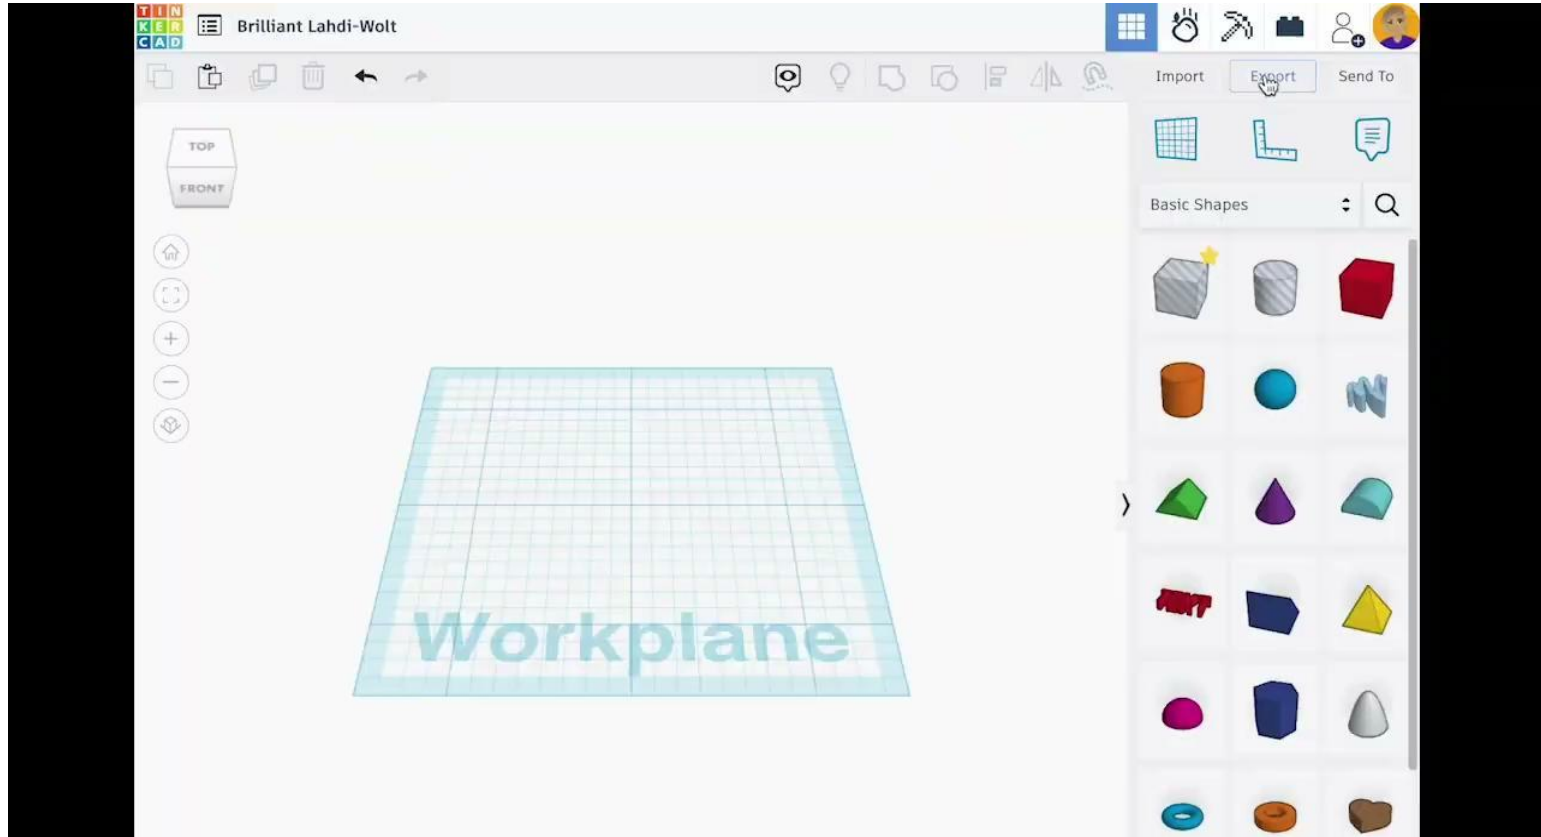 TIN
KER
CAD
Brilliant Lahdi-Wolt
Import
Export
Send To
TOP
FRONT
Basic Shapes
Workplane